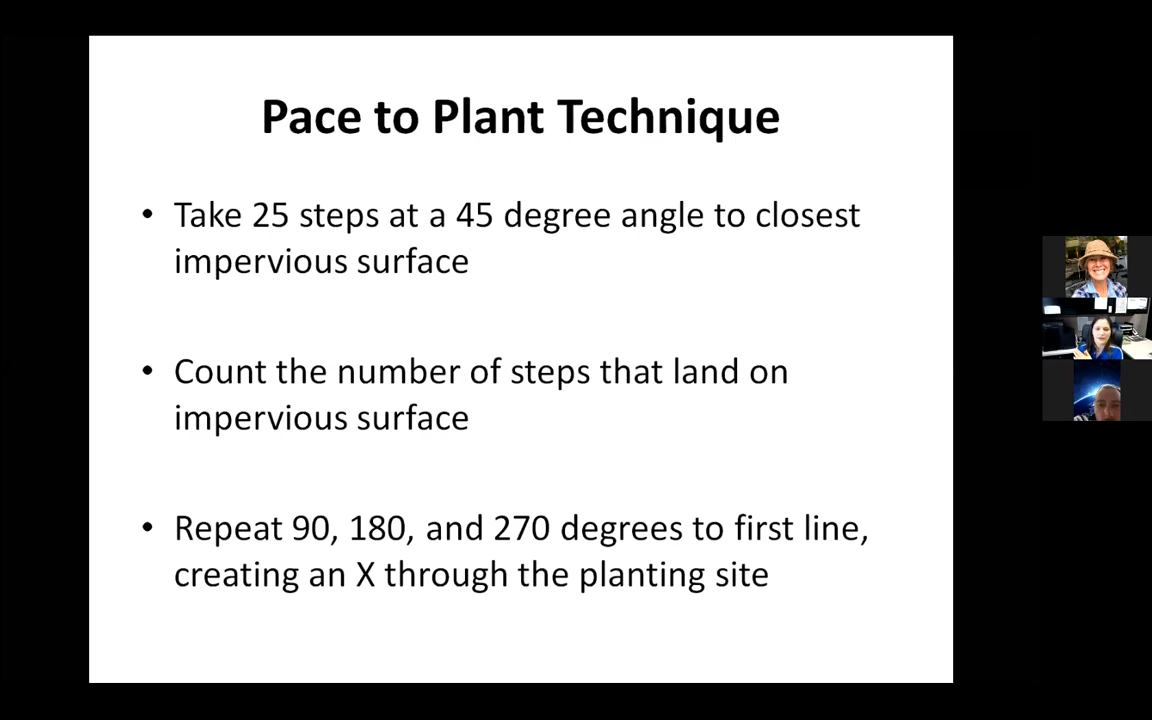 Pace to Plant Technique
• Take 25 steps at a 45 degree angle to closest
impervious surface
• Count the number of steps that land on
impervious surface
• Repeat 90, 180, and 270 degrees to first line,
creating an X through the planting site